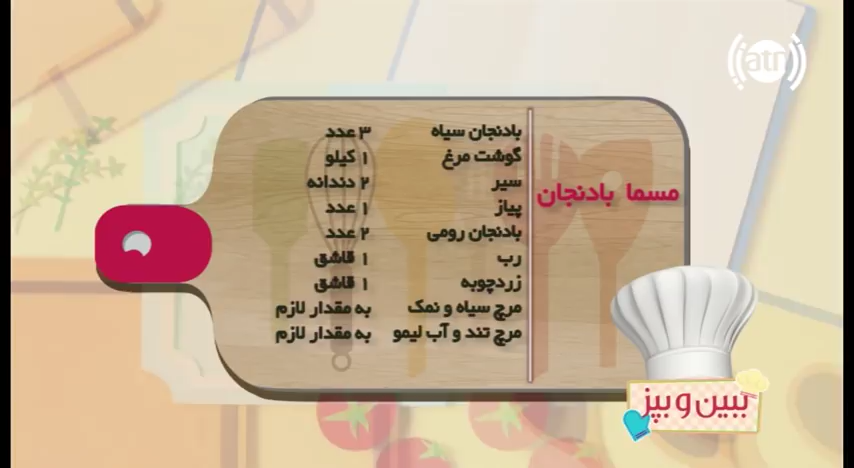 atn
مسما بادنجان
بادنجان سیاه ۳ عدد
گوشت مرغ ۱ کیلو
سیر ۲ دندانه
پیاز ۱ عدد
بادنجان رومی ۲ عدد
رب ۱ قاشق
زردچوبه ۱ قاشق
مرچ سیاه و نمک به مقدار لازم
مرچ تند و آب لیمو به مقدار لازم
ببین و بپز